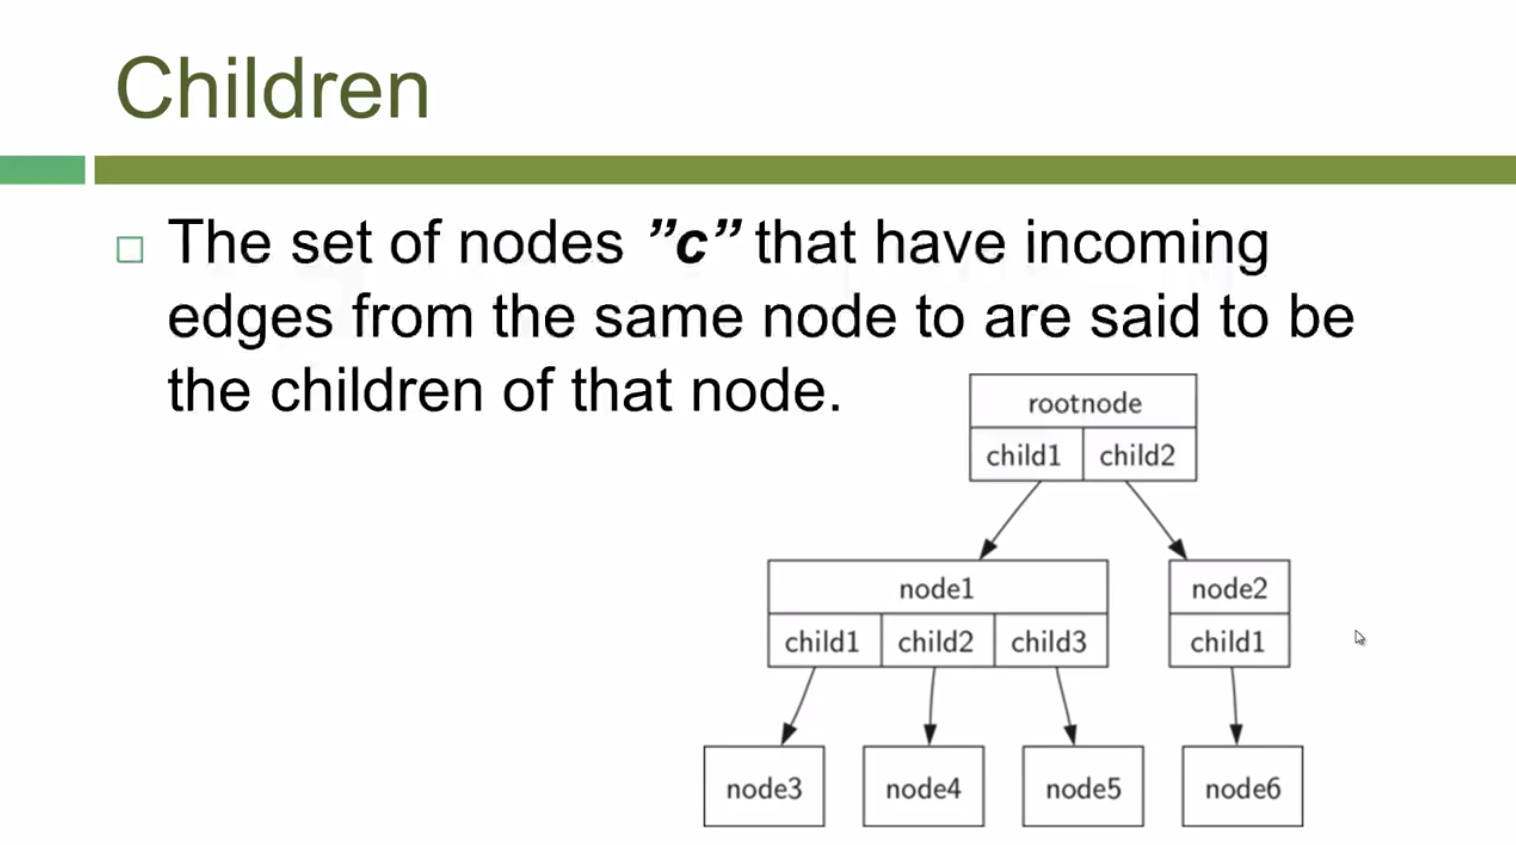 Children
The set of nodes ”c” that have incoming
edges from the same node to are said to be
the children of that node.
rootnode
child1 child2
node1 node2
child1 child2 child3 child1
node3 node4 node5 node6